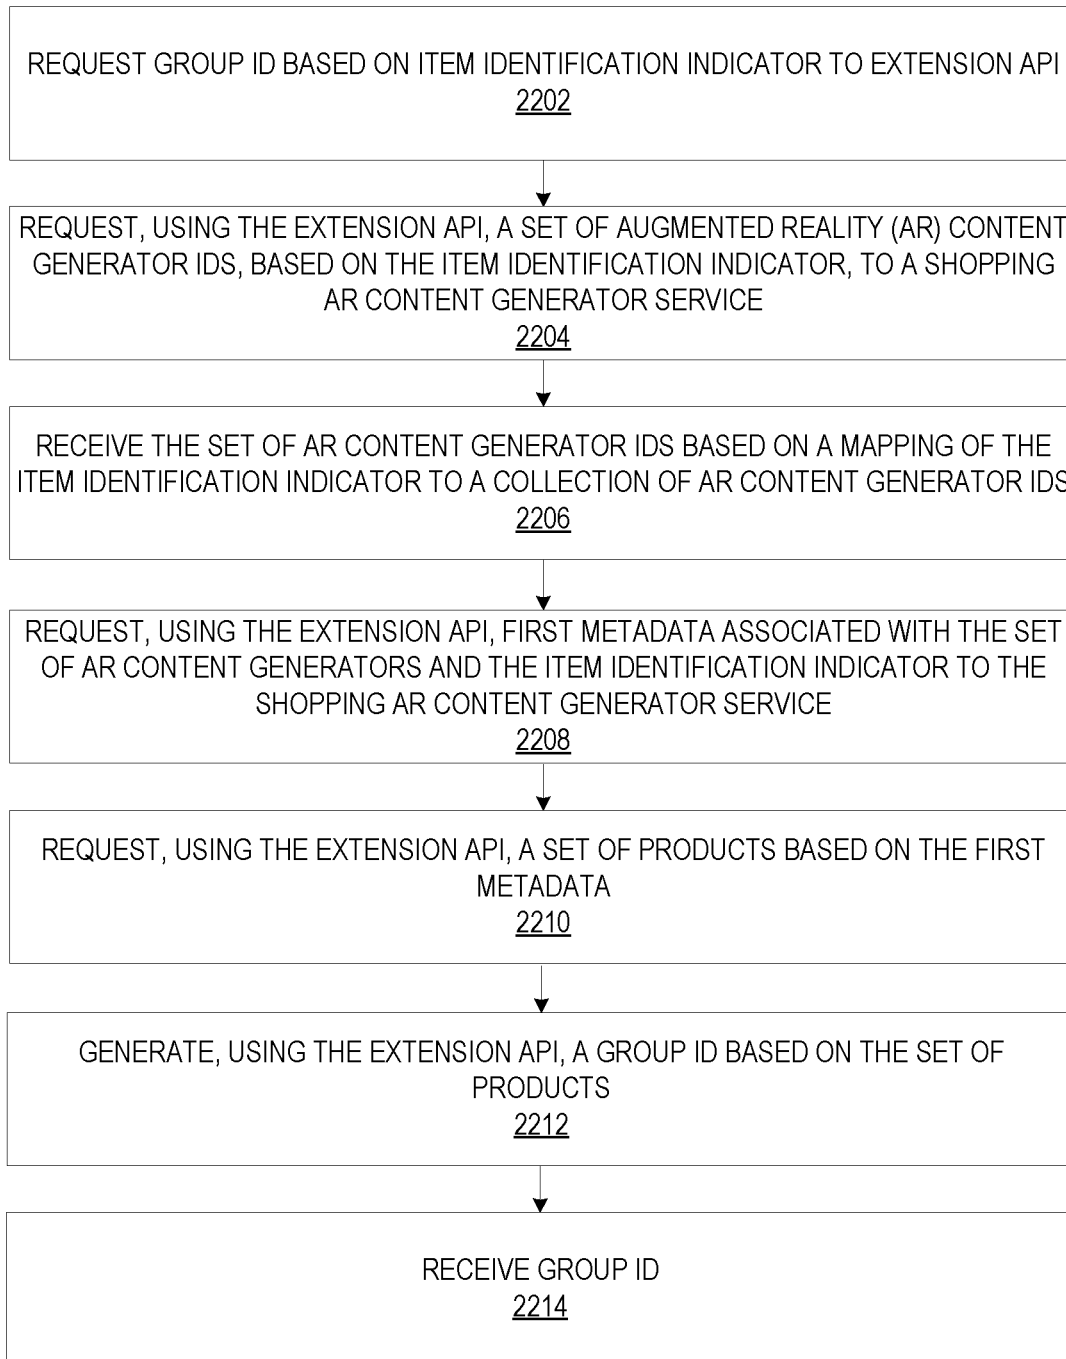 REQUEST GROUP ID BASED ON ITEM IDENTIFICATION INDICATOR TO EXTENSION API
2202
REQUEST, USING THE EXTENSION API, A SET OF AUGMENTED REALITY (AR) CONTENT
GENERATOR IDS, BASED ON THE ITEM IDENTIFICATION INDICATOR, TO A SHOPPING
AR CONTENT GENERATOR SERVICE
2204
RECEIVE THE SET OF AR CONTENT GENERATOR IDS BASED ON A MAPPING OF THE
ITEM IDENTIFICATION INDICATOR TO A COLLECTION OF AR CONTENT GENERATOR IDS
2206
REQUEST, USING THE EXTENSION API, FIRST METADATA ASSOCIATED WITH THE SET
OF AR CONTENT GENERATORS AND THE ITEM IDENTIFICATION INDICATOR TO THE
SHOPPING AR CONTENT GENERATOR SERVICE
2208
REQUEST, USING THE EXTENSION API, A SET OF PRODUCTS BASED ON THE FIRST
METADATA
2210
GENERATE, USING THE EXTENSION API, A GROUP ID BASED ON THE SET OF
PRODUCTS
2212
RECEIVE GROUP ID
2214